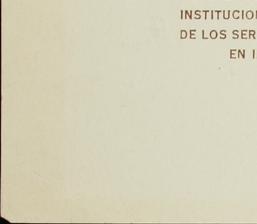 INSTITUCIO
DE LOS SER
EN I